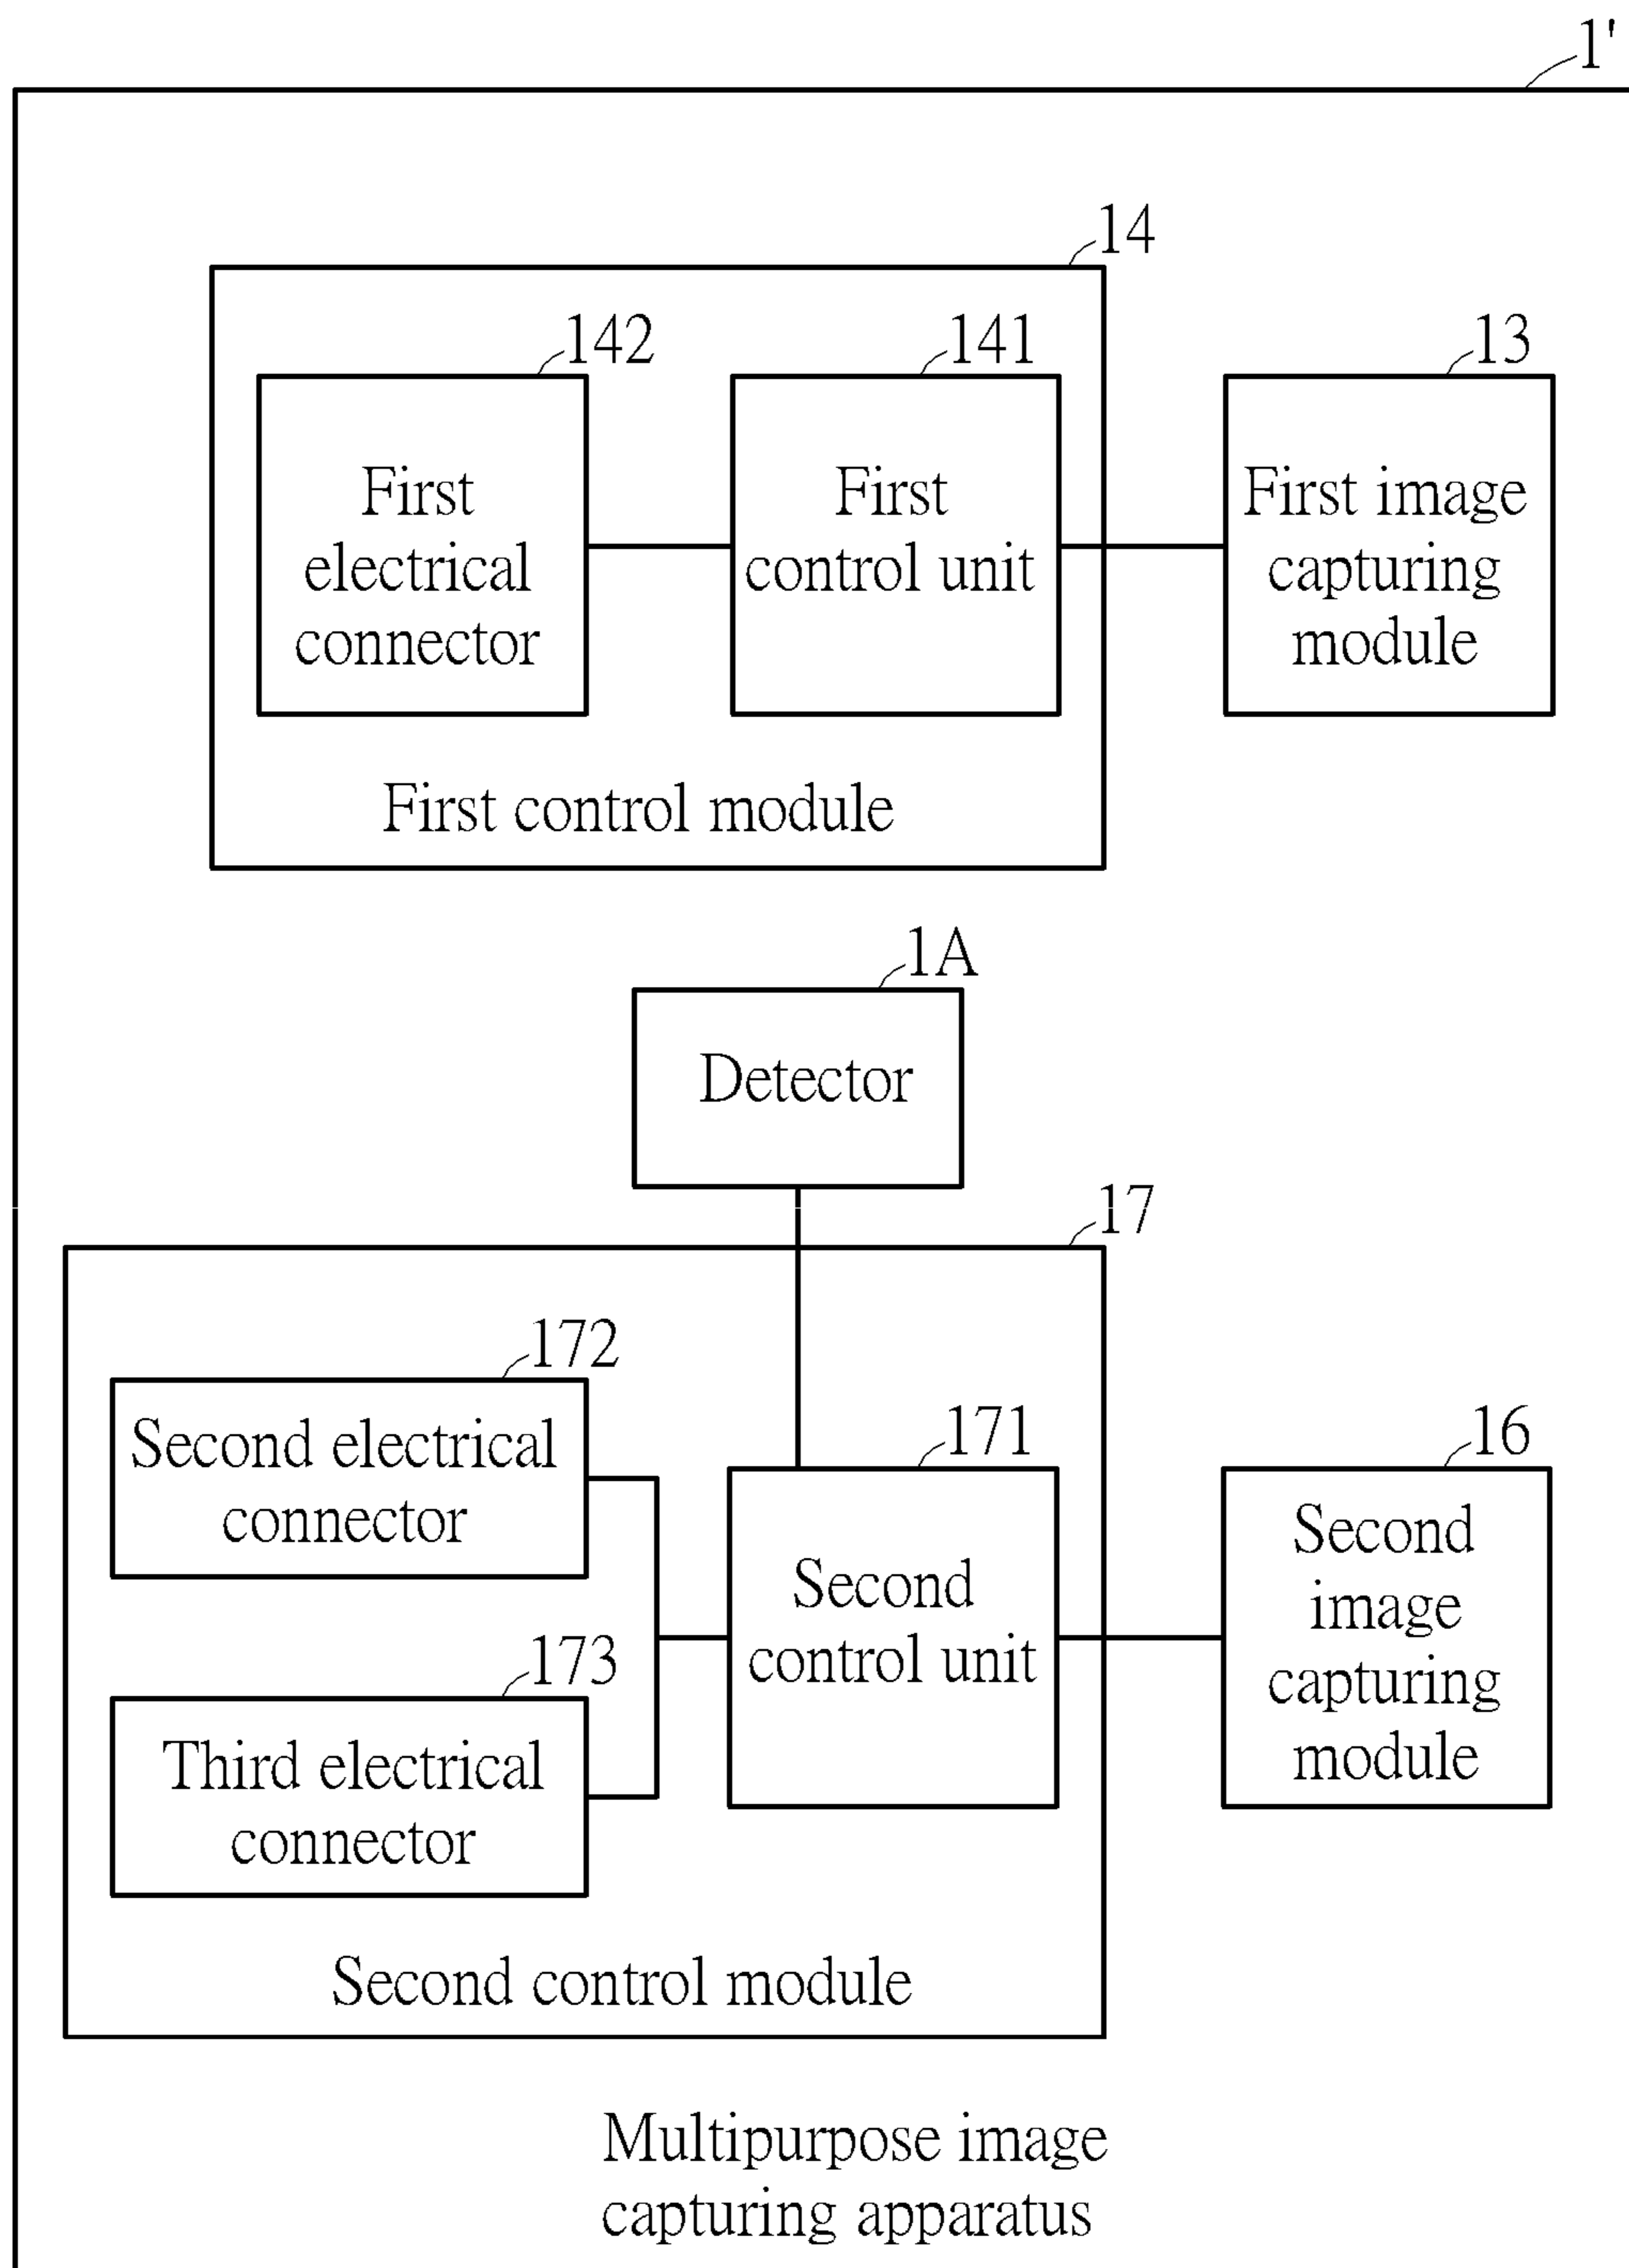 1'
14
142
141
13
First
electrical
connector
First
control unit
First image
capturing
module
First control module
1A
Detector
17
172
Second electrical
connector
171
Second
control unit
16
Second
image
capturing
module
173
Third electrical
connector
Second control module
Multipurpose image
capturing apparatus